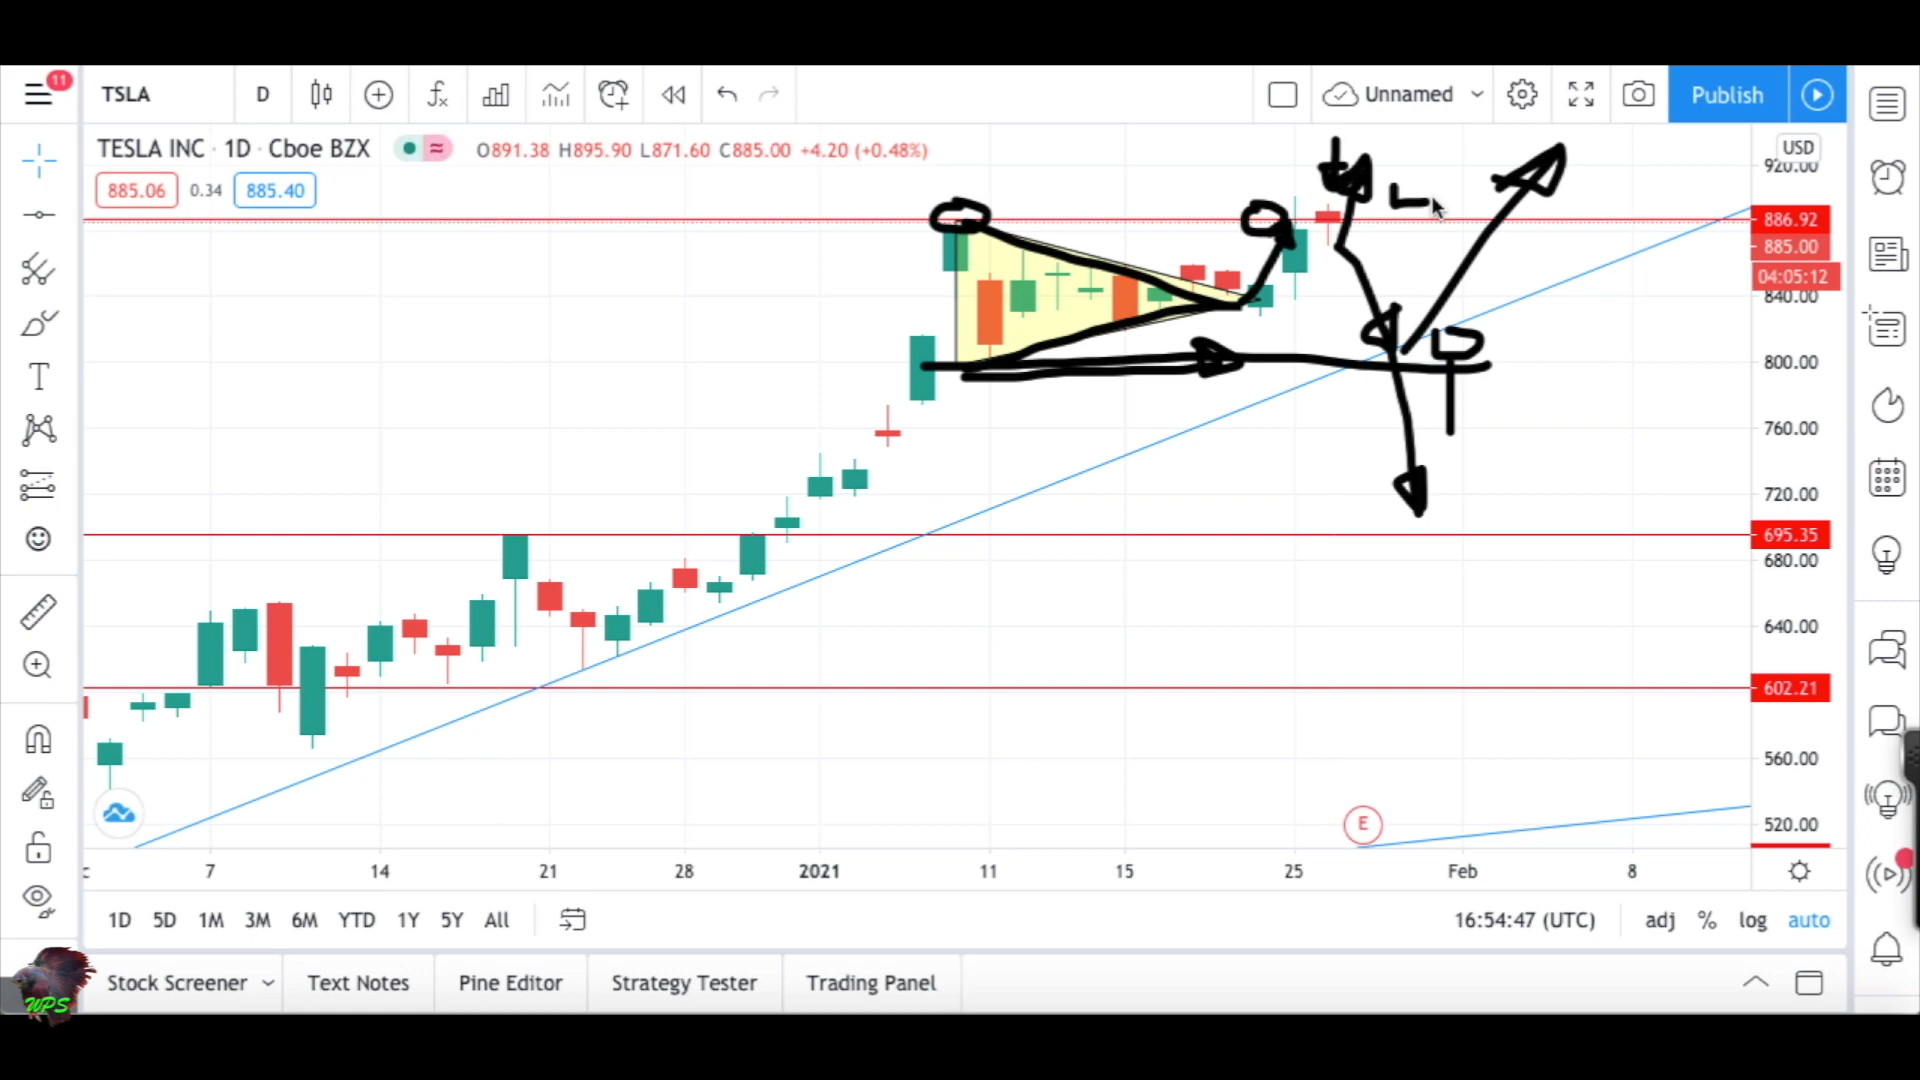 11
TSLA D Unnamed Publish
TESLA INC · 1D · Cboe BZX O891.38 H895.90 L871.60 C885.00 +4.20 (+0.48%)
885.06 0.34 885.40
USD
920.00
886.92
885.00
04:05:12
840.00
800.00
760.00
720.00
695.35
680.00
640.00
602.21
560.00
520.00
E
7 14 21 28 2021 11 15 25 Feb 8
1D 5D 1M 3M 6M YTD 1Y 5Y All 16:54:47 (UTC) adj % log auto
Stock Screener Text Notes Pine Editor Strategy Tester Trading Panel
WPS